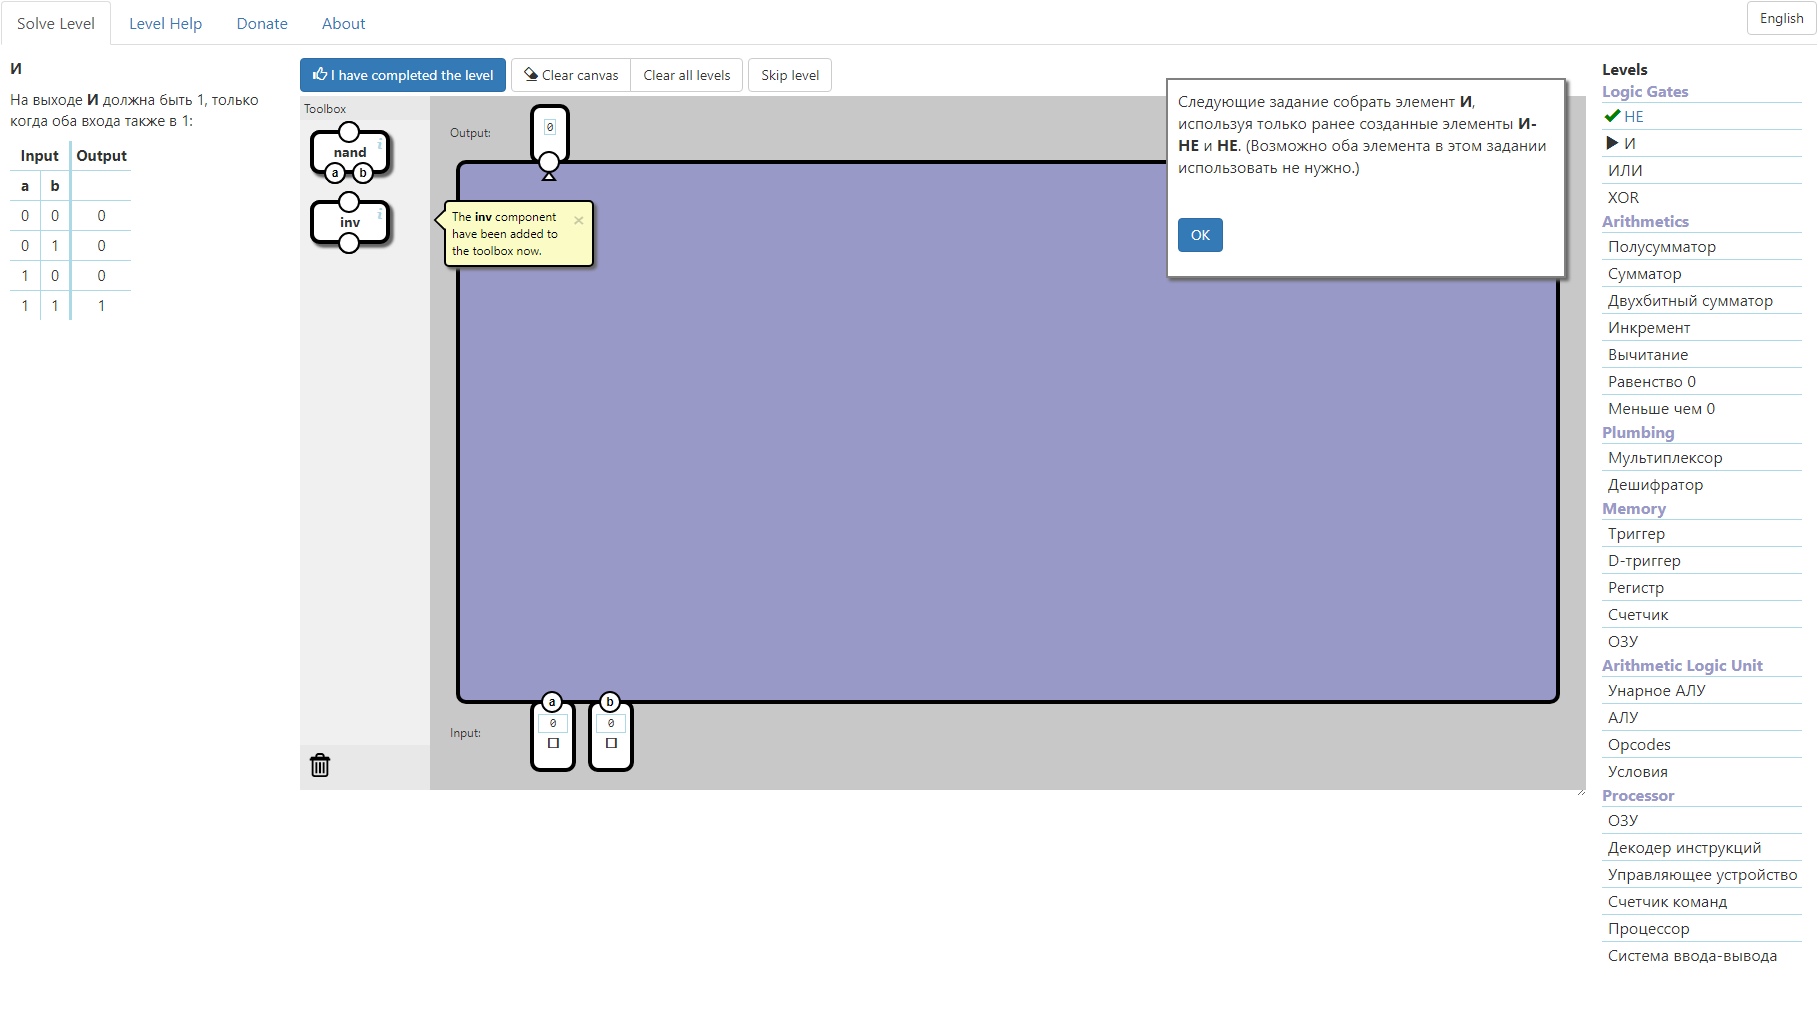 Solve Level
Level Help
Donate
About
English
И
На выходе И должна быть 1, только
когда оба входа также в 1:
Input Output
a b
0 0 0
0 1 0
1 0 0
1 1 1
I have completed the level
Clear canvas
Clear all levels
Skip level
Toolbox
nand
i
a b
inv
i
Output:
0
The inv component
have been added to
the toolbox now.
×
Следующие задание собрать элемент И,
используя только ранее созданные элементы И-
НЕ и НЕ. (Возможно оба элемента в этом задании
использовать не нужно.)
OK
Input:
a b
0 0
Levels
Logic Gates
НЕ
И
ИЛИ
XOR
Arithmetics
Полусумматор
Сумматор
Двухбитный сумматор
Инкремент
Вычитание
Равенство 0
Меньше чем 0
Plumbing
Мультиплексор
Дешифратор
Memory
Триггер
D-триггер
Регистр
Счетчик
ОЗУ
Arithmetic Logic Unit
Унарное АЛУ
АЛУ
Opcodes
Условия
Processor
ОЗУ
Декодер инструкций
Управляющее устройство
Счетчик команд
Процессор
Система ввода-вывода